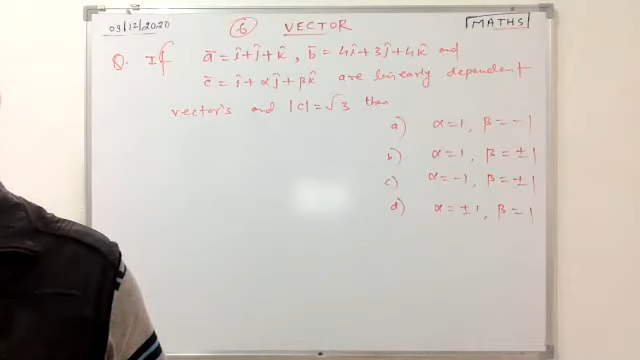 03/12/2020 (6) VECTOR MATHS
Q. If a̅ = î+ĵ+k̂, b̅ = 4î+3ĵ+4k̂ and
c̅ = î+αĵ+βk̂ are linearly dependent
vector's and |c| = √3 then
a) α=1, β=-1
b) α=1, β=±1
c) α=-1, β=±1
d) α=±1, β=1